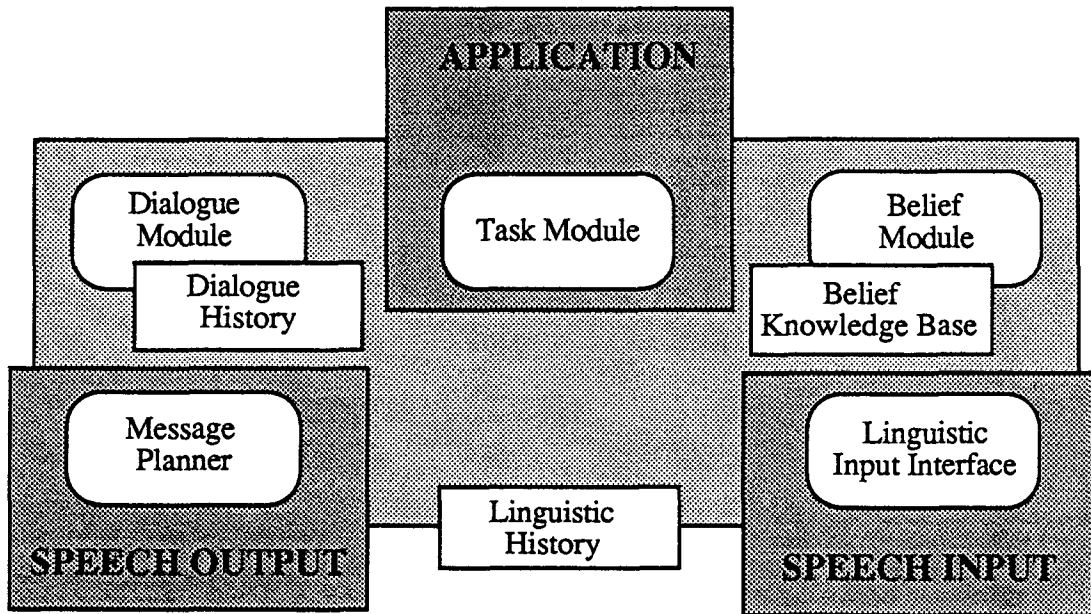 APPLICATION
Dialogue
Module
Task Module
Belief
Module
Dialogue
History
Belief
Knowledge Base
Message
Planner
Linguistic
Input Interface
Linguistic
History
SPEECH OUTPUT
SPEECH INPUT